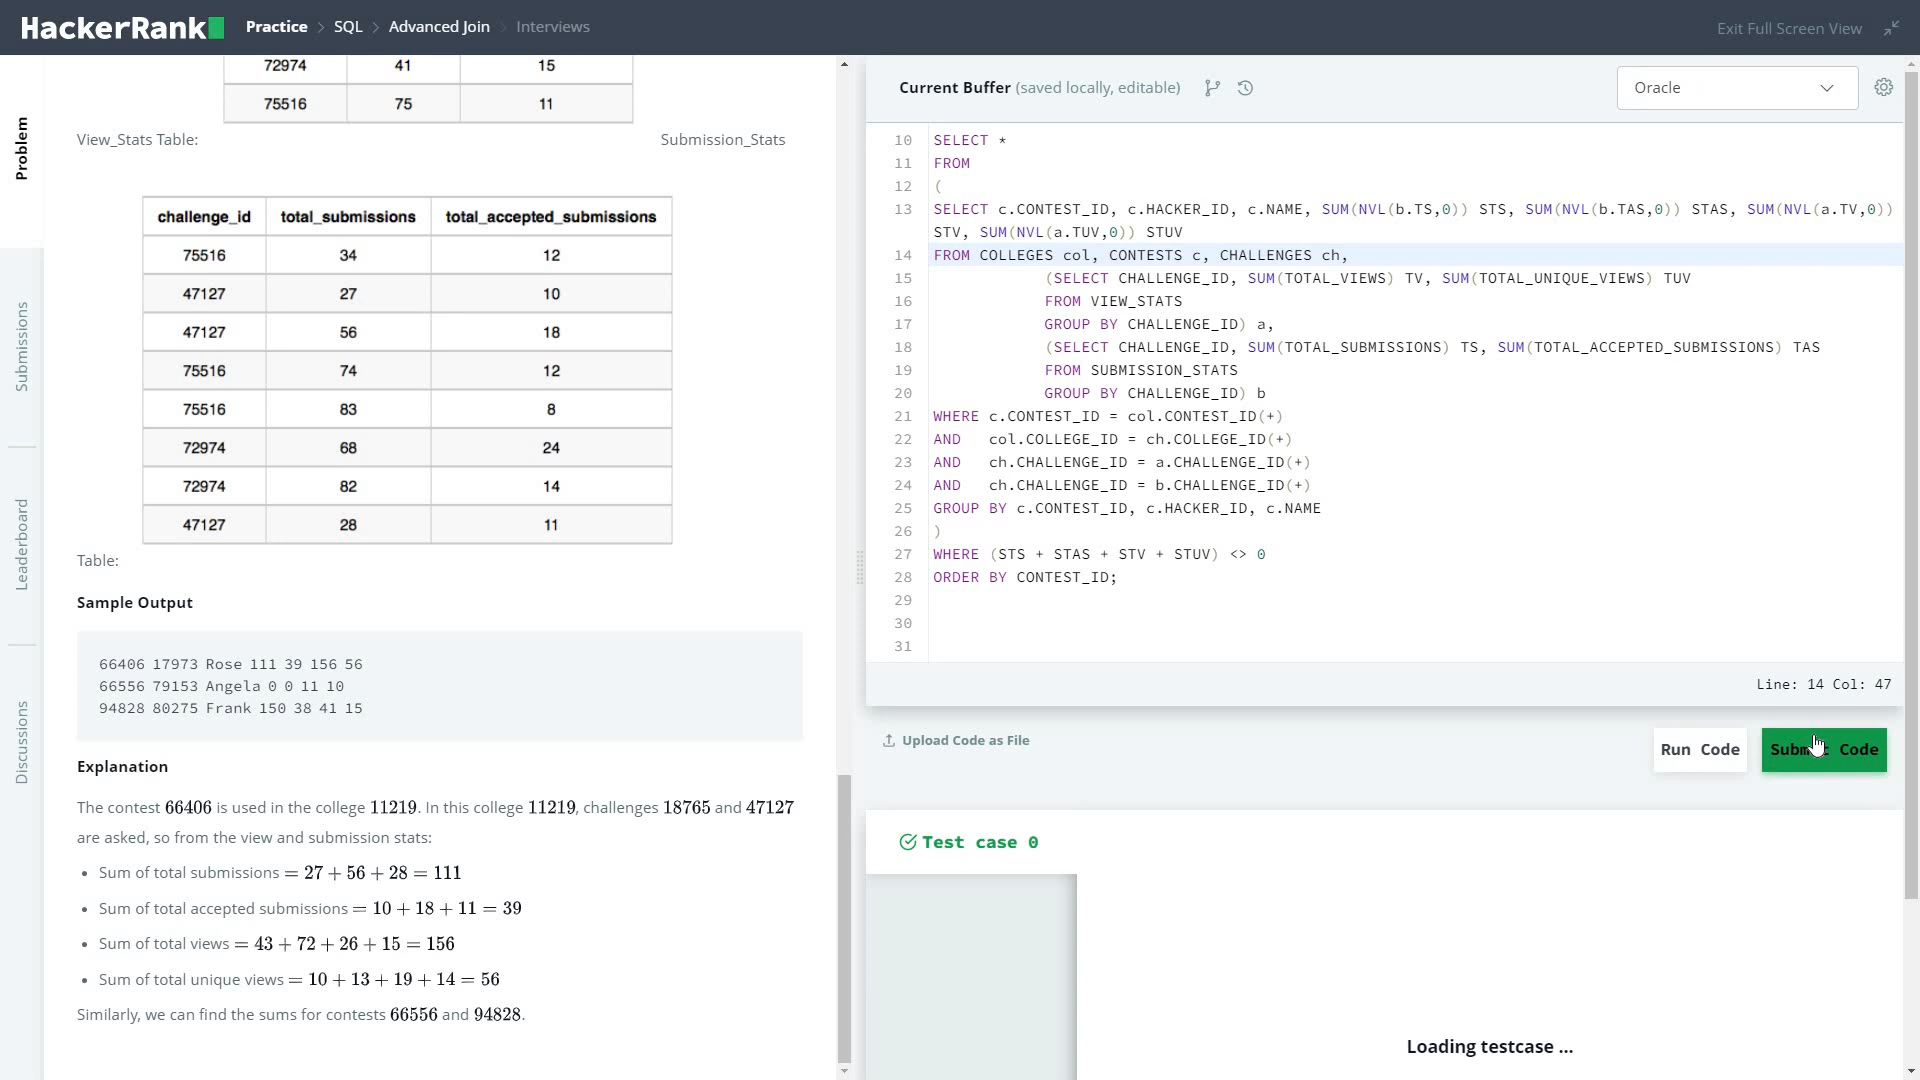 HackerRank Practice > SQL > Advanced Join > Interviews
Exit Full Screen View
Problem
Submissions
Leaderboard
Discussions
72974 41 15
75516 75 11
View_Stats Table: Submission_Stats
challenge_id total_submissions total_accepted_submissions
75516 34 12
47127 27 10
47127 56 18
75516 74 12
75516 83 8
72974 68 24
72974 82 14
47127 28 11
Table:
Sample Output
66406 17973 Rose 111 39 156 56
66556 79153 Angela 0 0 11 10
94828 80275 Frank 150 38 41 15
Explanation
The contest 66406 is used in the college 11219. In this college 11219, challenges 18765 and 47127
are asked, so from the view and submission stats:
• Sum of total submissions = 27 + 56 + 28 = 111
• Sum of total accepted submissions = 10 + 18 + 11 = 39
• Sum of total views = 43 + 72 + 26 + 15 = 156
• Sum of total unique views = 10 + 13 + 19 + 14 = 56
Similarly, we can find the sums for contests 66556 and 94828.
Current Buffer (saved locally, editable)
Oracle
10 SELECT *
11 FROM
12 (
13 SELECT c.CONTEST_ID, c.HACKER_ID, c.NAME, SUM(NVL(b.TS,0)) STS, SUM(NVL(b.TAS,0)) STAS, SUM(NVL(a.TV,0))
STV, SUM(NVL(a.TUV,0)) STUV
14 FROM COLLEGES col, CONTESTS c, CHALLENGES ch,
15 (SELECT CHALLENGE_ID, SUM(TOTAL_VIEWS) TV, SUM(TOTAL_UNIQUE_VIEWS) TUV
16 FROM VIEW_STATS
17 GROUP BY CHALLENGE_ID) a,
18 (SELECT CHALLENGE_ID, SUM(TOTAL_SUBMISSIONS) TS, SUM(TOTAL_ACCEPTED_SUBMISSIONS) TAS
19 FROM SUBMISSION_STATS
20 GROUP BY CHALLENGE_ID) b
21 WHERE c.CONTEST_ID = col.CONTEST_ID(+)
22 AND col.COLLEGE_ID = ch.COLLEGE_ID(+)
23 AND ch.CHALLENGE_ID = a.CHALLENGE_ID(+)
24 AND ch.CHALLENGE_ID = b.CHALLENGE_ID(+)
25 GROUP BY c.CONTEST_ID, c.HACKER_ID, c.NAME
26 )
27 WHERE (STS + STAS + STV + STUV) <> 0
28 ORDER BY CONTEST_ID;
29
30
31
Line: 14 Col: 47
Upload Code as File
Run Code
Submit Code
Test case 0
Loading testcase ...